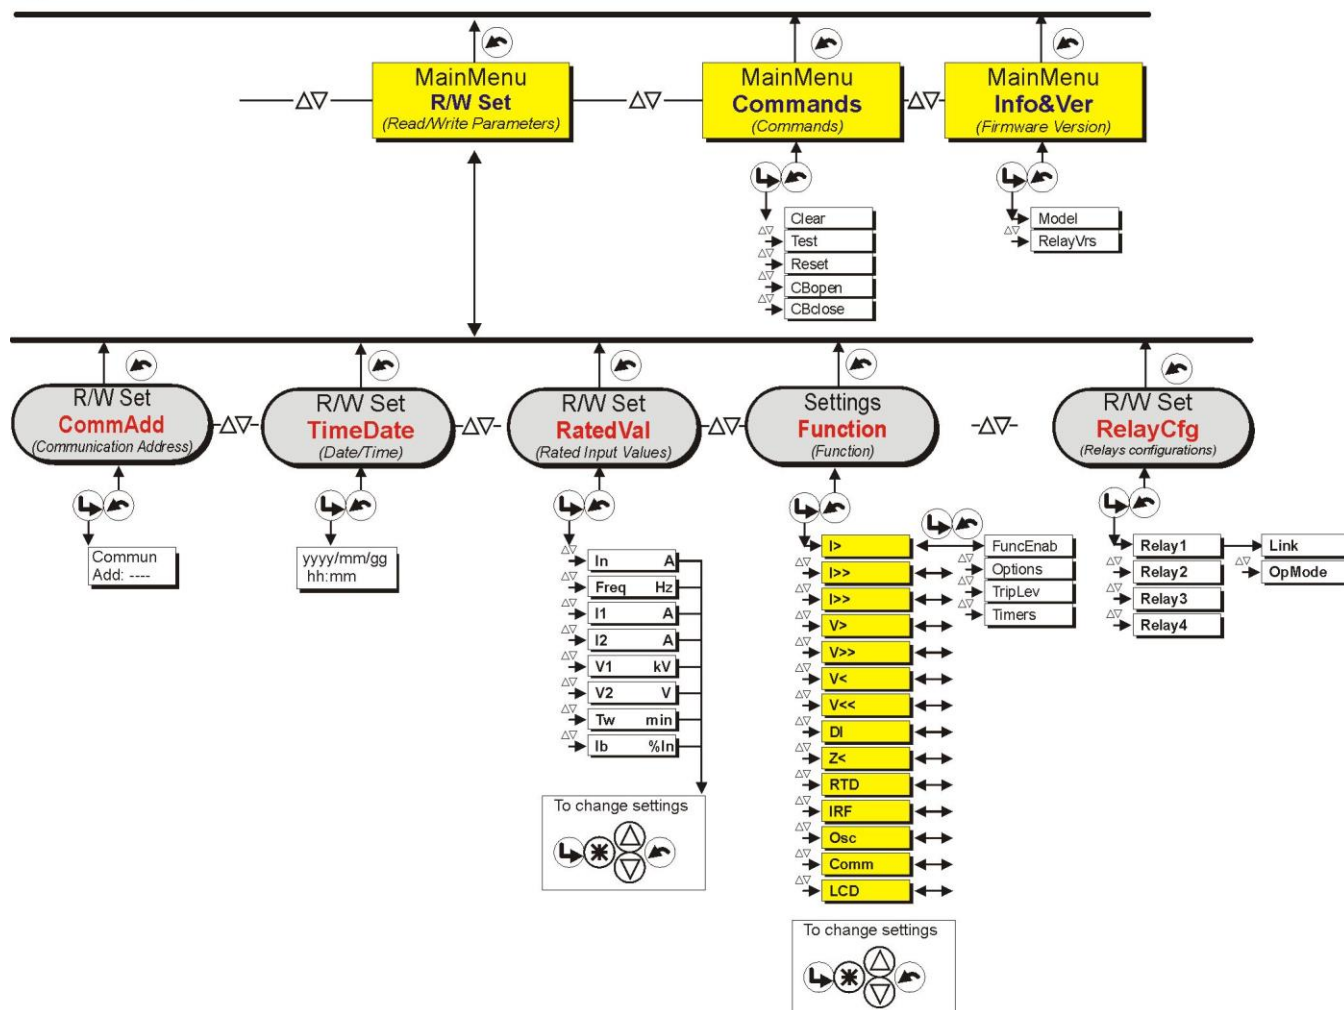 MainMenu
R/W Set
(Read/Write Parameters)
MainMenu
Commands
(Commands)
MainMenu
Info&Ver
(Firmware Version)
Clear
Test
Reset
CBopen
CBclose
Model
RelayVrs
R/W Set
CommAdd
(Communication Address)
R/W Set
TimeDate
(Date/Time)
R/W Set
RatedVal
(Rated Input Values)
Settings
Function
(Function)
R/W Set
RelayCfg
(Relays configurations)
Commun
Add: ----
yyyy/mm/gg
hh:mm
In A
Freq Hz
I1 A
I2 A
V1 kV
V2 V
Tw min
Ib %In
To change settings
I>
I>>
I>>
V>
V>>
V<
V<<
DI
Z<
RTD
IRF
Osc
Comm
LCD
To change settings
FuncEnab
Options
TripLev
Timers
Relay1
Relay2
Relay3
Relay4
Link
OpMode